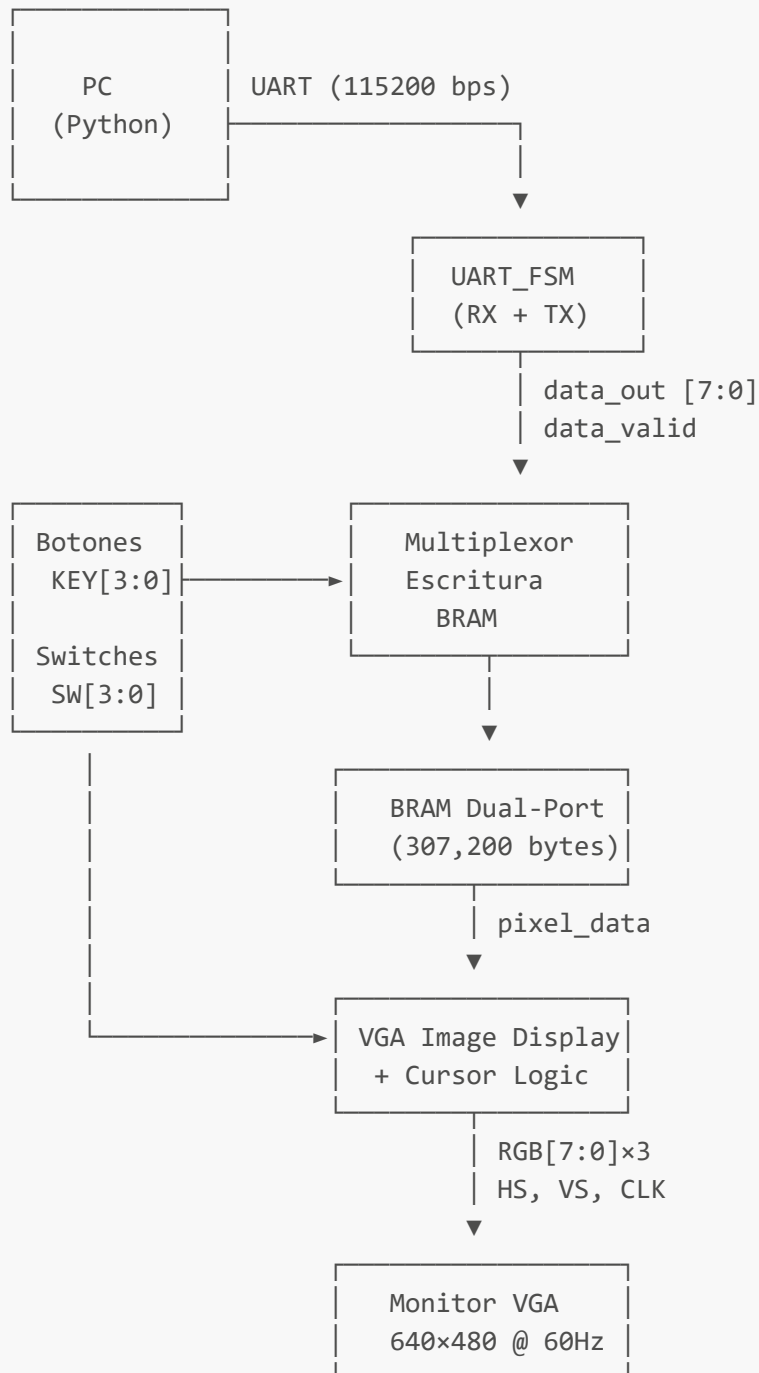 PC
UART (115200 bps)
(Python)
UART_FSM
(RX + TX)
data_out [7:0]
data_valid
Botones
KEY[3:0]
Switches
SW[3:0]
Multiplexor
Escritura
BRAM
BRAM Dual-Port
(307,200 bytes)
pixel_data
VGA Image Display
+ Cursor Logic
RGB[7:0]×3
HS, VS, CLK
Monitor VGA
640×480 @ 60Hz